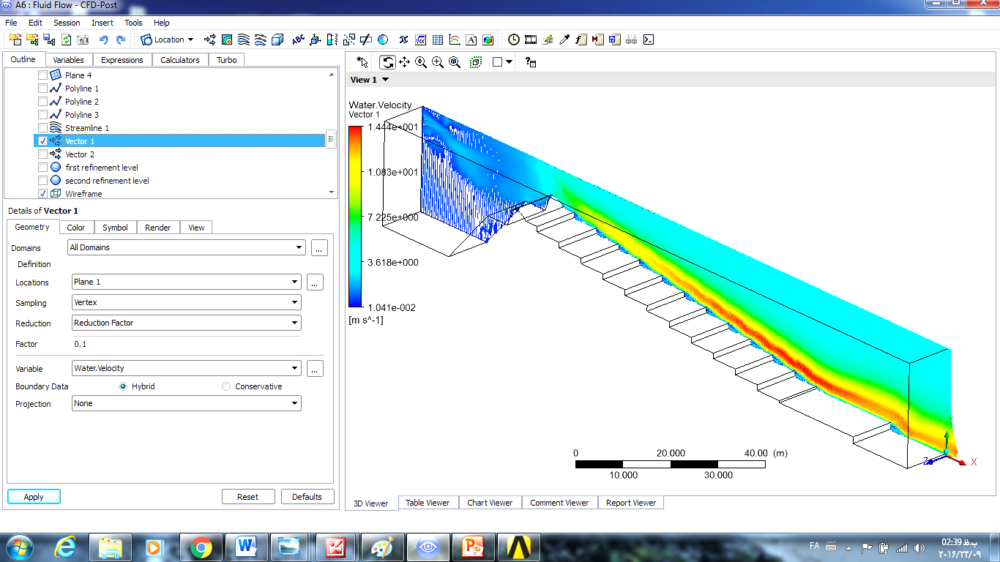 A6 : Fluid Flow - CFD-Post
File Edit Session Insert Tools Help
Location
Outline Variables Expressions Calculators Turbo
Plane 4
Polyline 1
Polyline 2
Polyline 3
Streamline 1
Vector 1
Vector 2
first refinement level
second refinement level
Wireframe
Details of Vector 1
Geometry Color Symbol Render View
Domains All Domains ...
Definition
Locations Plane 1 ...
Sampling Vertex
Reduction Reduction Factor
Factor 0.1
Variable Water.Velocity ...
Boundary Data Hybrid Conservative
Projection None
Apply Reset Defaults
View 1
Water.Velocity
Vector 1
1.444e+001
1.083e+001
7.225e+000
3.618e+000
1.041e-002
[m s^-1]
0 20.000 40.00 (m)
10.000 30.000
Y
Z X
3D Viewer Table Viewer Chart Viewer Comment Viewer Report Viewer
FA
02:39 ب.ظ
۲۰۱۶/۲۳/۰۹